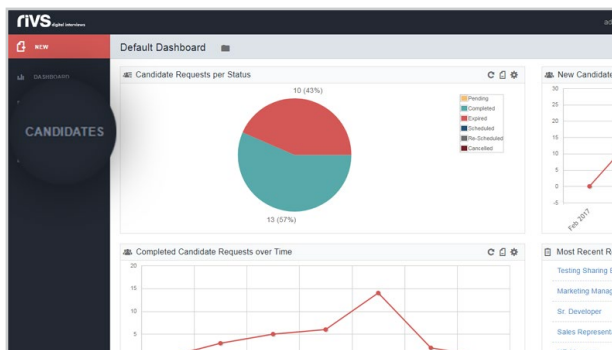 rivs digital interviews
NEW
Default Dashboard
DASHBOARD
CANDIDATES
Candidate Requests per Status
10 (43%)
13 (57%)
Pending
Completed
Expired
Scheduled
Re-Scheduled
Cancelled
New Candidate
30
25
20
15
10
5
0
-5
Feb 2017
Completed Candidate Requests over Time
20
15
10
5
Most Recent R
Testing Sharing
Marketing Manag
Sr. Developer
Sales Represent